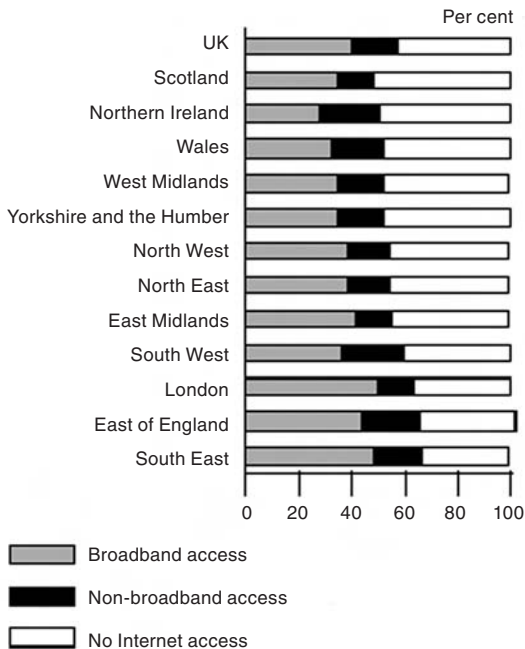 Per cent
UK
Scotland
Northern Ireland
Wales
West Midlands
Yorkshire and the Humber
North West
North East
East Midlands
South West
London
East of England
South East
0 20 40 60 80 100
Broadband access
Non-broadband access
No Internet access